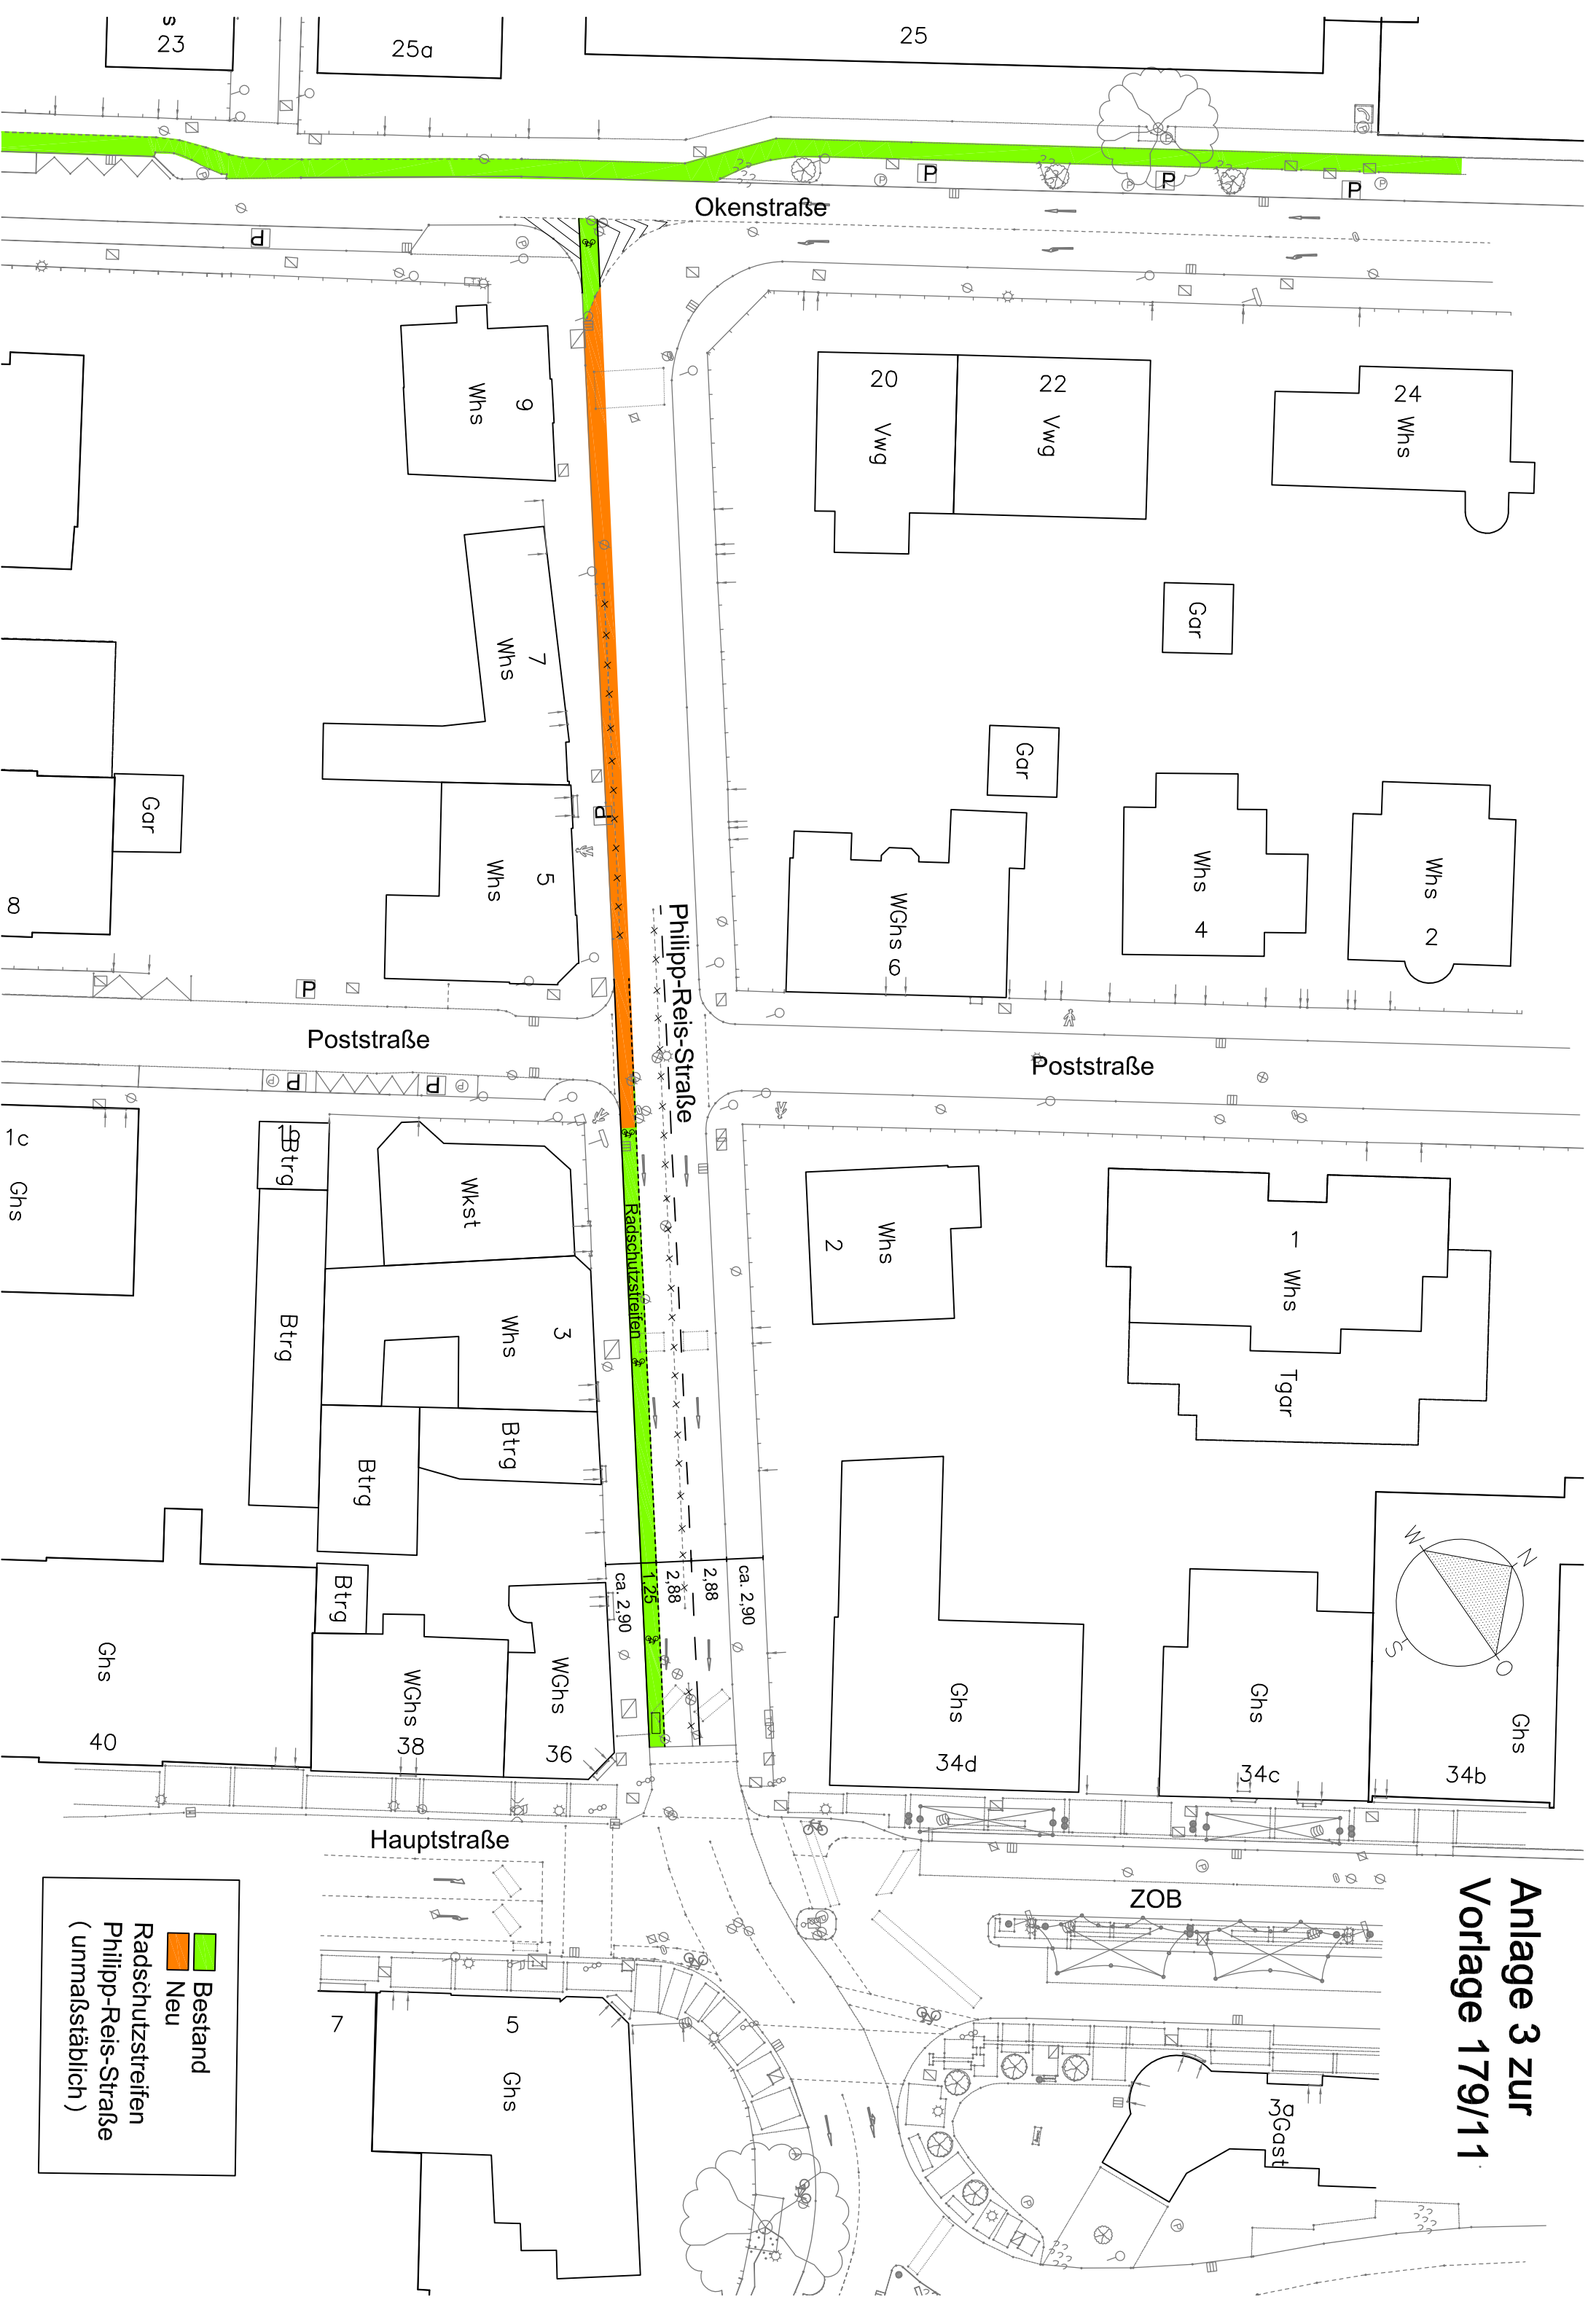 Anlage 3 zur
Vorlage 179/11
23
25a
25
P
P
P
Okenstraße
P
9
Whs
20
Vwg
22
Vwg
24
Whs
Gar
7
Whs
Gar
Gar
P
5
Whs
8
WGhs 6
Whs
4
Whs
2
Philipp-Reis-Straße
P
Poststraße
Poststraße
P
P
1c
Ghs
1b
Btrg
Wkst
Radschutzstreifen
2
Whs
1
Whs
Tgar
Btrg
3
Whs
Btrg
Btrg
Btrg
ca. 2,90
1,25
2,88
2,88
ca. 2,90
N
W
S
O
Ghs
40
WGhs
38
WGhs
36
Ghs
34d
Ghs
34c
Ghs
34b
Hauptstraße
ZOB
7
5
Ghs
3a
Gast
Bestand
Neu
Radschutzstreifen
Philipp-Reis-Straße
(unmaßstäblich)